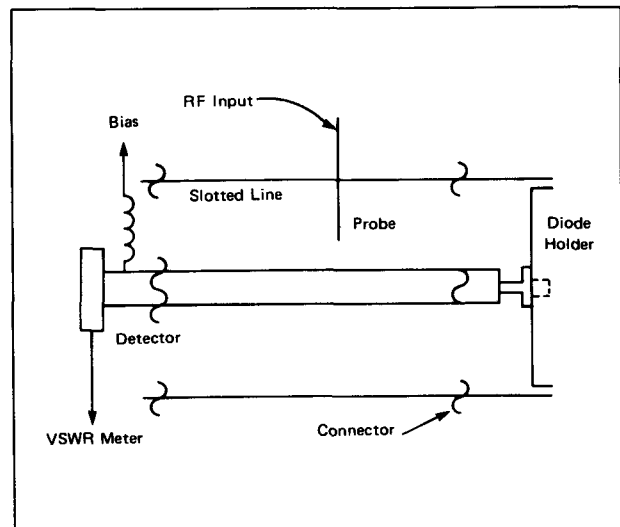 RF Input
Bias
Slotted Line
Probe
Diode
Holder
Detector
VSWR Meter
Connector